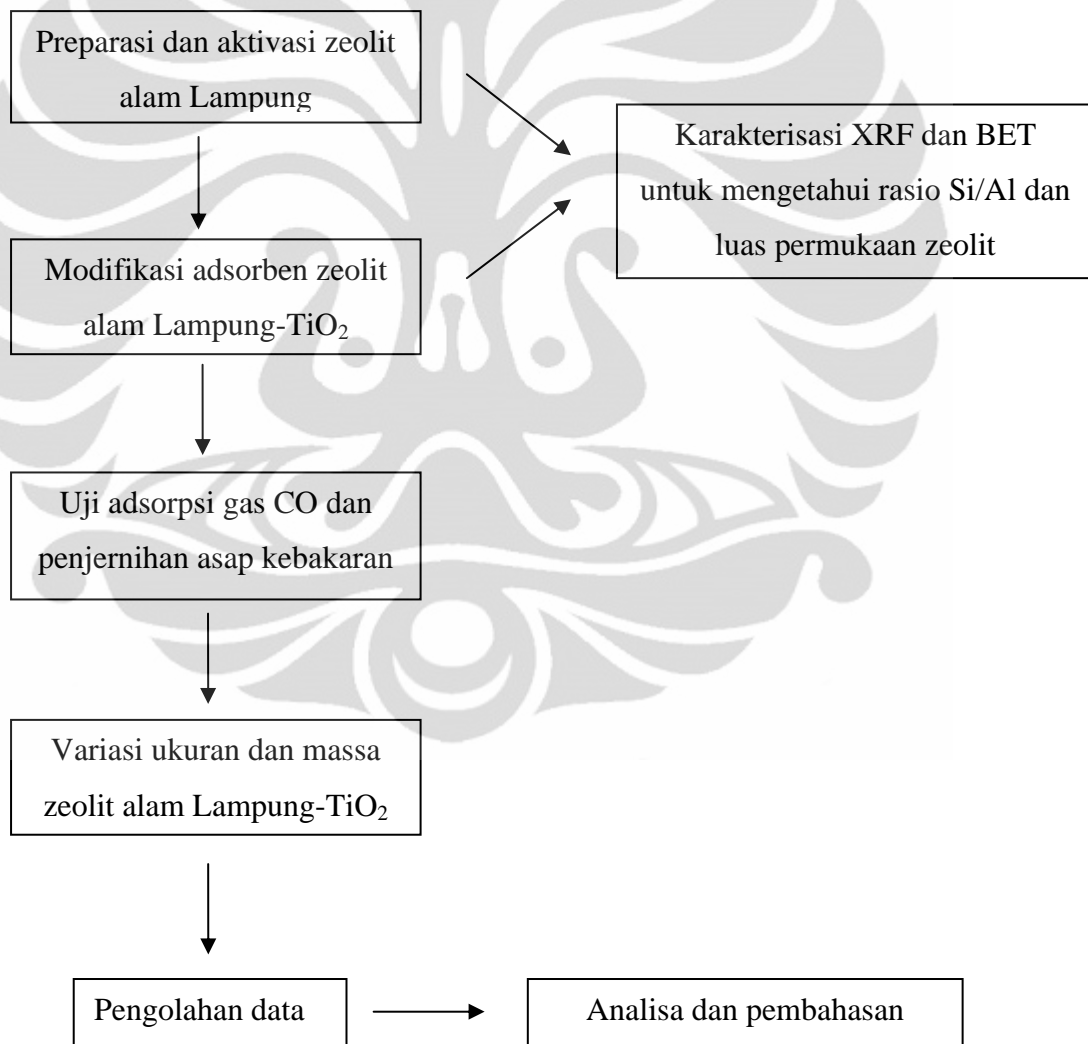 Preparasi dan aktivasi zeolit
alam Lampung
Karakterisasi XRF dan BET
untuk mengetahui rasio Si/Al dan
luas permukaan zeolit
Modifikasi adsorben zeolit
alam Lampung-TiO₂
Uji adsorpsi gas CO dan
penjernihan asap kebakaran
Variasi ukuran dan massa
zeolit alam Lampung-TiO₂
Pengolahan data
Analisa dan pembahasan